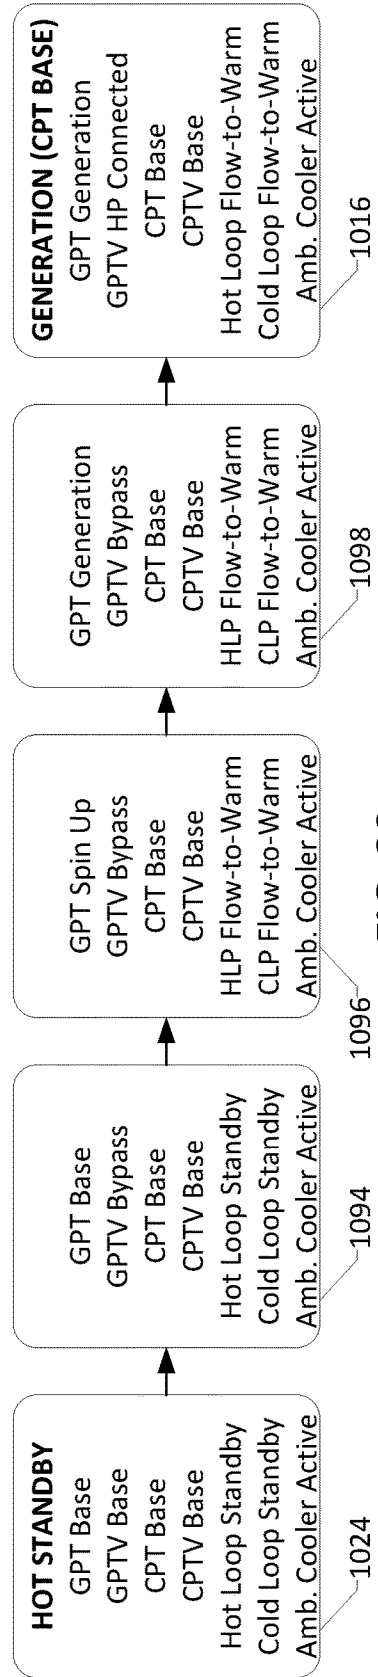 HOT STANDBY
GPT Base
GPTV Base
CPT Base
CPTV Base
Hot Loop Standby
Cold Loop Standby
Amb. Cooler Active
1024
GPT Base
GPTV Bypass
CPT Base
CPTV Base
Hot Loop Standby
Cold Loop Standby
Amb. Cooler Active
1094
GPT Spin Up
GPTV Bypass
CPT Base
CPTV Base
HLP Flow-to-Warm
CLP Flow-to-Warm
Amb. Cooler Active
1096
GPT Generation
GPTV Bypass
CPT Base
CPTV Base
HLP Flow-to-Warm
CLP Flow-to-Warm
Amb. Cooler Active
1098
GENERATION (CPT BASE)
GPT Generation
GPTV HP Connected
CPT Base
CPTV Base
Hot Loop Flow-to-Warm
Cold Loop Flow-to-Warm
Amb. Cooler Active
1016